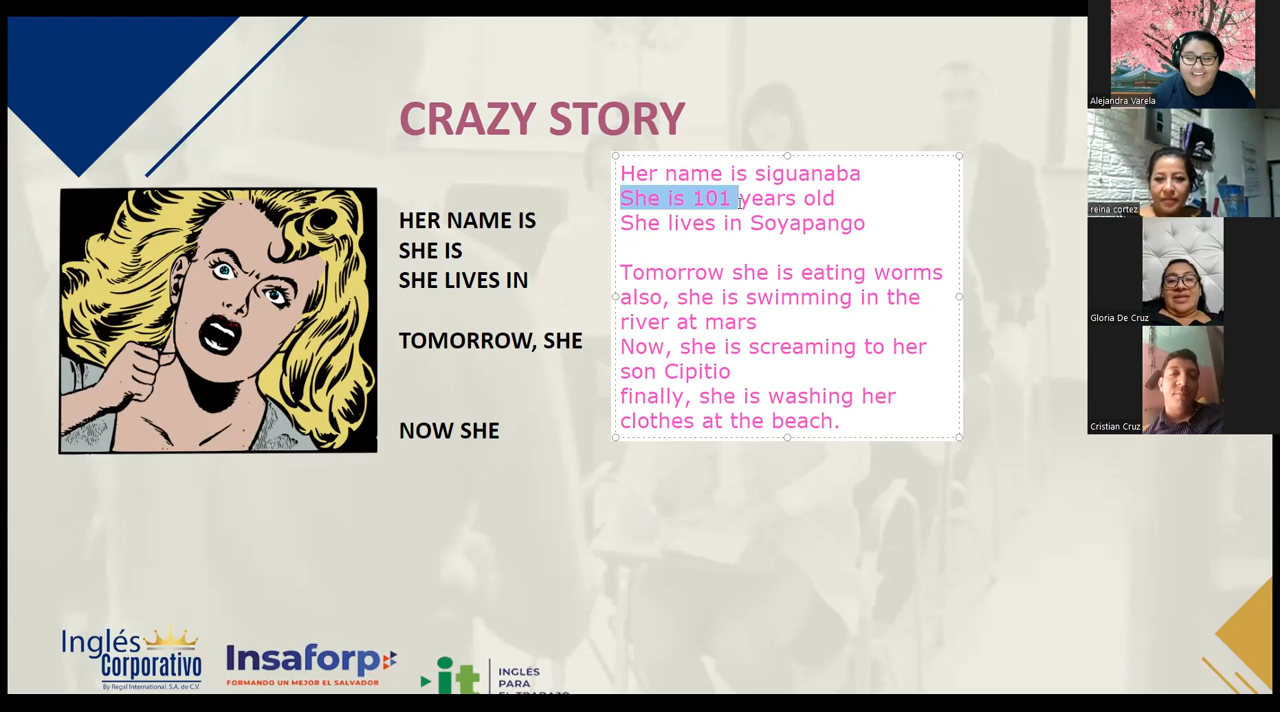 CRAZY STORY
HER NAME IS
SHE IS
SHE LIVES IN
TOMORROW, SHE
NOW SHE
Her name is siguanaba
She is 101 years old
She lives in Soyapango
Tomorrow she is eating worms
also, she is swimming in the
river at mars
Now, she is screaming to her
son Cipitio
finally, she is washing her
clothes at the beach.
Alejandra Varela
reina cortez
Gloria De Cruz
Cristian Cruz
Inglés
Corporativo
By Regal International, S.A. de C.V.
Insaforp
FORMANDO UN MEJOR EL SALVADOR
it
INGLÉS
PARA
EL TRABAJO